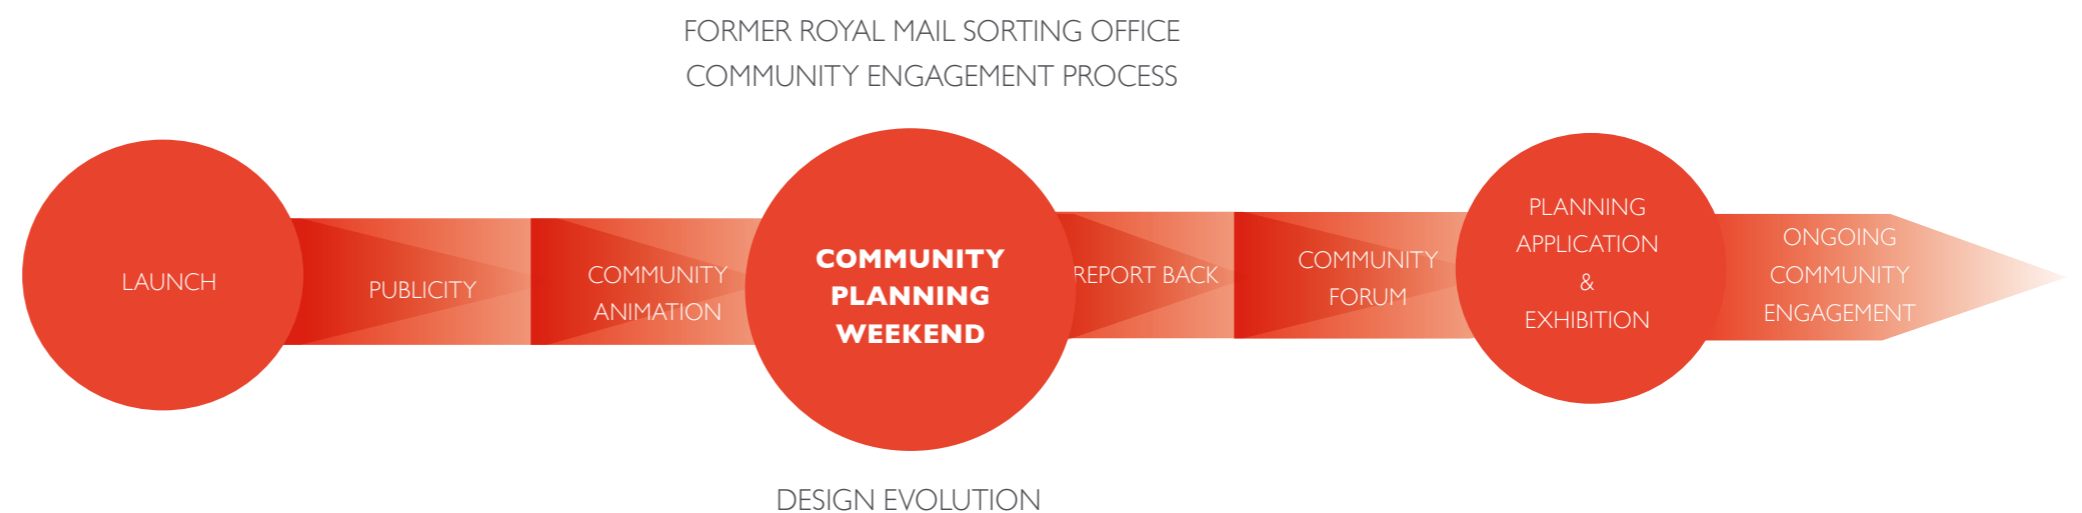 FORMER ROYAL MAIL SORTING OFFICE
COMMUNITY ENGAGEMENT PROCESS
LAUNCH
PUBLICITY
COMMUNITY
ANIMATION
COMMUNITY
PLANNING
WEEKEND
REPORT BACK
COMMUNITY
FORUM
PLANNING
APPLICATION
&
EXHIBITION
ONGOING
COMMUNITY
ENGAGEMENT
DESIGN EVOLUTION